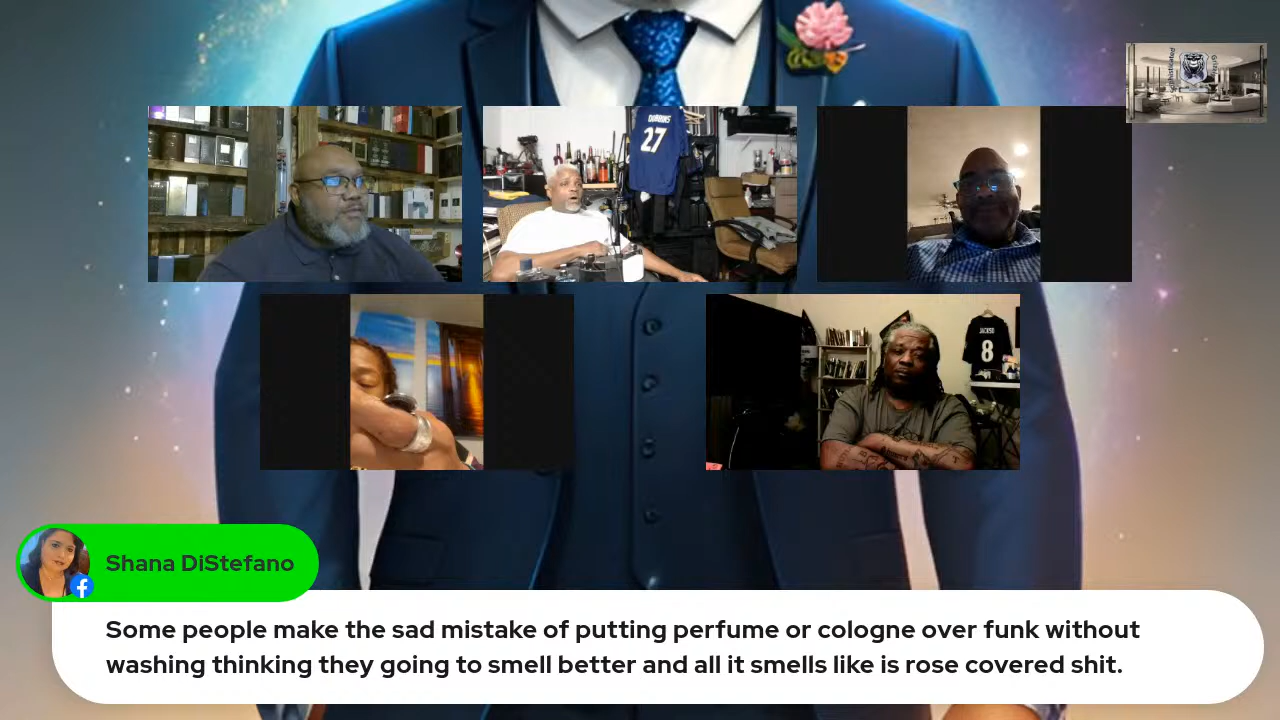 DUBOIS
27
JACKSON
8
Shana DiStefano
Some people make the sad mistake of putting perfume or cologne over funk without
washing thinking they going to smell better and all it smells like is rose covered shit.